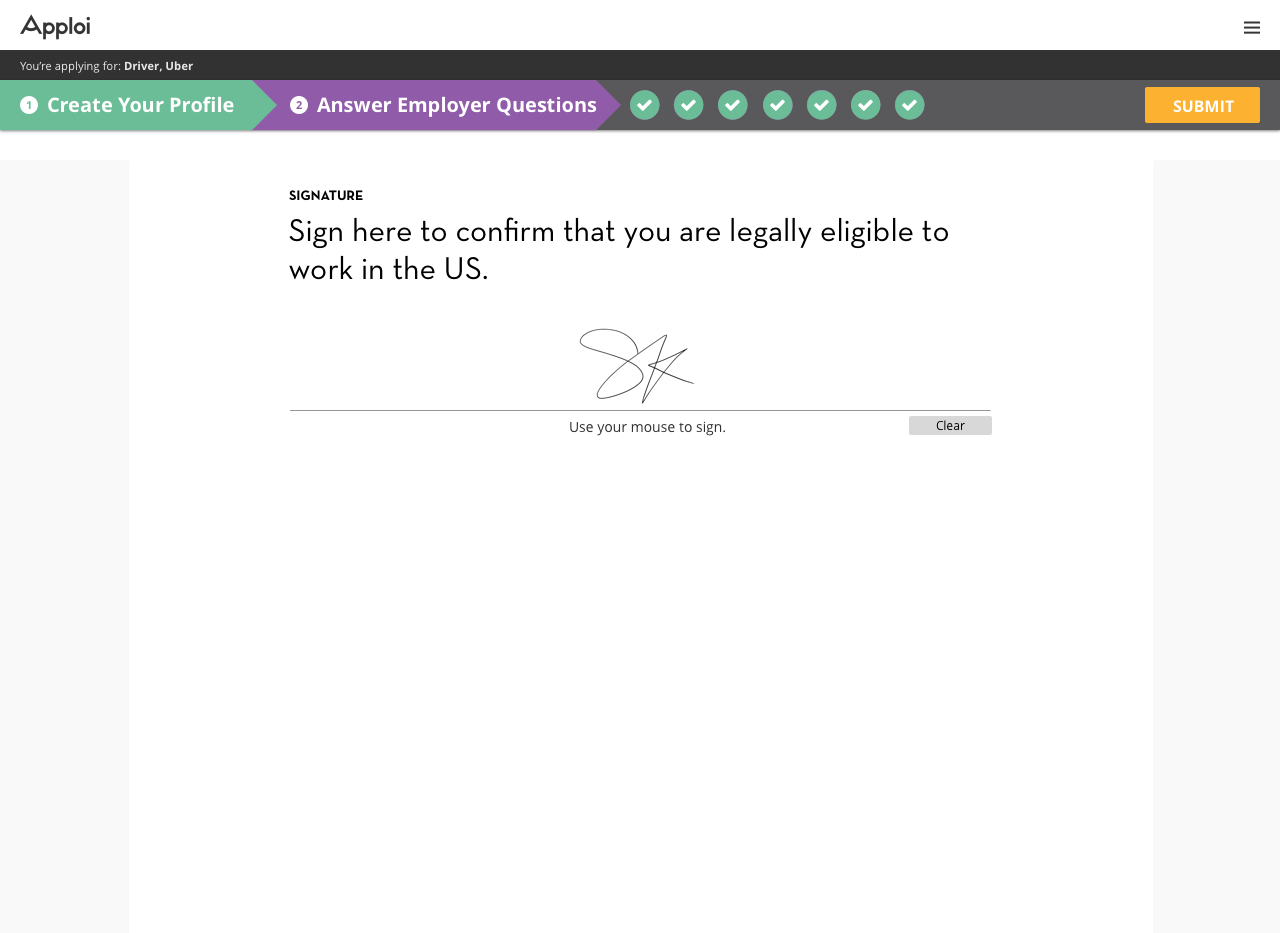 Apploi
You're applying for: Driver, Uber
1 Create Your Profile
2 Answer Employer Questions
SUBMIT
SIGNATURE
Sign here to confirm that you are legally eligible to
work in the US.
Use your mouse to sign.
Clear